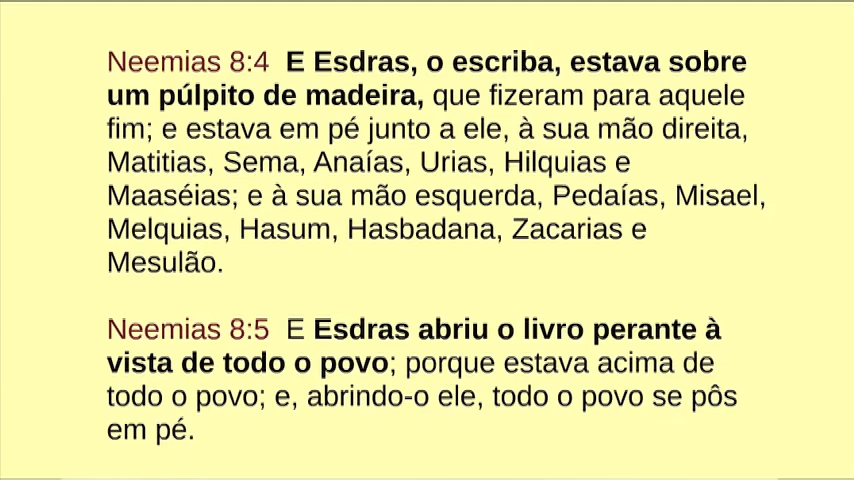 Neemias 8:4 E Esdras, o escriba, estava sobre
um púlpito de madeira, que fizeram para aquele
fim; e estava em pé junto a ele, à sua mão direita,
Matitias, Sema, Anaías, Urias, Hilquias e
Maaséias; e à sua mão esquerda, Pedaías, Misael,
Melquias, Hasum, Hasbadana, Zacarias e
Mesulão.
Neemias 8:5 E Esdras abriu o livro perante à
vista de todo o povo; porque estava acima de
todo o povo; e, abrindo-o ele, todo o povo se pôs
em pé.